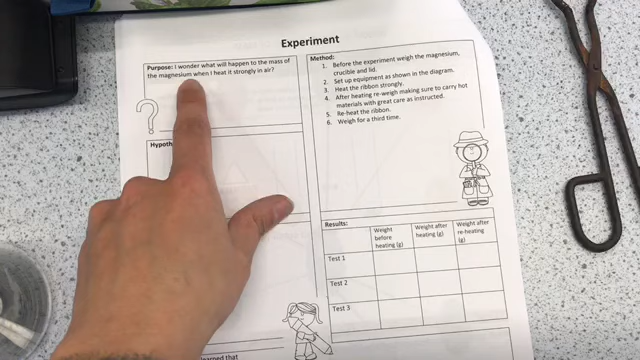 Experiment
Purpose: I wonder what will happen to the mass of
the magnesium when I heat it strongly in air?
Hypoth
Method:
1. Before the experiment weigh the magnesium,
crucible and lid.
2. Set up equipment as shown in the diagram.
3. Heat the ribbon strongly.
4. After heating re-weigh making sure to carry hot
materials with great care as instructed.
5. Re-heat the ribbon.
6. Weigh for a third time.
Results:
Weight before heating (g)
Weight after heating (g)
Weight after re-heating (g)
Test 1
Test 2
Test 3
learned that